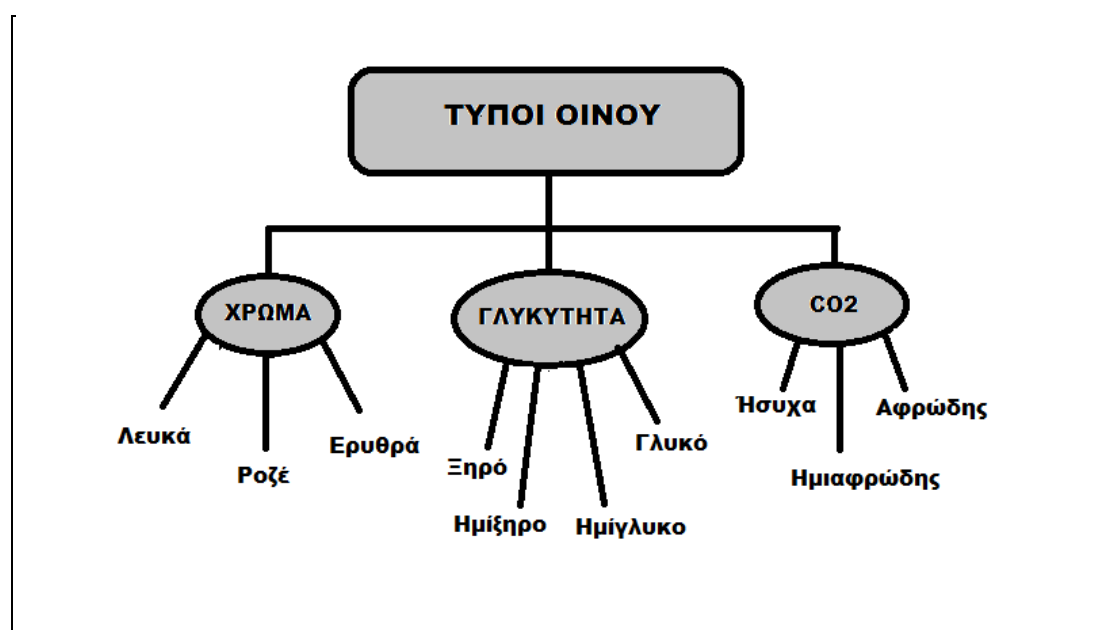 ΤΥΠΟΙ ΟΙΝΟΥ
ΧΡΩΜΑ
ΓΛΥΚΥΤΗΤΑ
CO2
Λευκά
Ροζέ
Ερυθρά
Ξηρό
Ημίξηρο
Ημίγλυκο
Γλυκό
Ήσυχα
Ημιαφρώδης
Αφρώδης